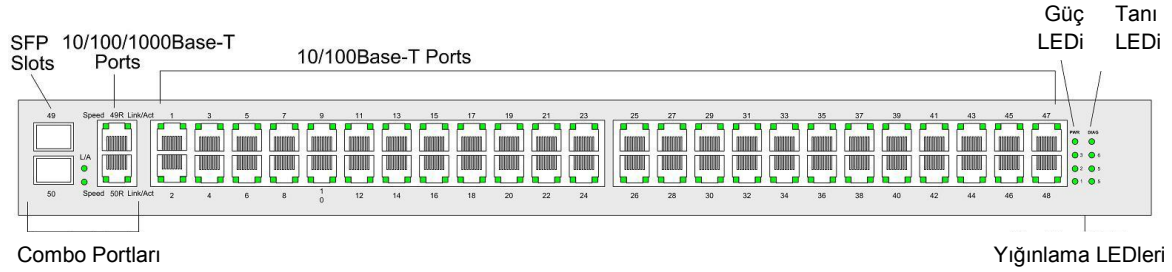 Güç Tanı
LEDi LEDi
SFP 10/100/1000Base-T
Slots Ports
10/100Base-T Ports
49 Speed 49R Link/Act 1 3 5 7 9 11 13 15 17 19 21 23 25 27 29 31 33 35 37 39 41 43 45 47 PWR DIAG
L/A
50 Speed 50R Link/Act 2 4 6 8 10 12 14 16 18 20 22 24 26 28 30 32 34 36 38 40 42 44 46 48
Combo Portları Yığınlama LEDleri